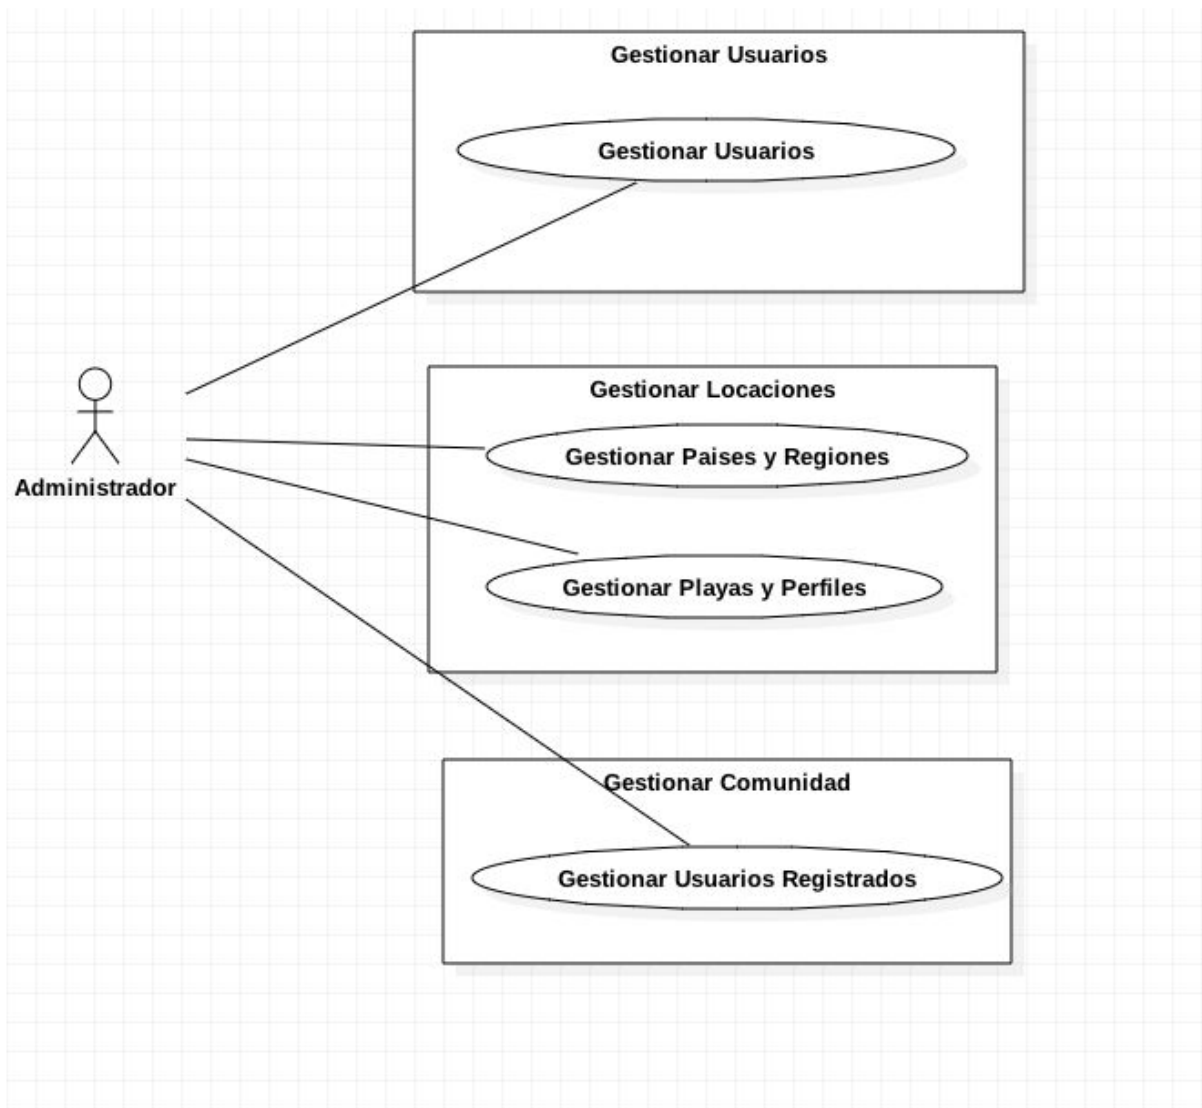 Gestionar Usuarios
Gestionar Usuarios
Gestionar Locaciones
Gestionar Paises y Regiones
Administrador
Gestionar Playas y Perfiles
Gestionar Comunidad
Gestionar Usuarios Registrados